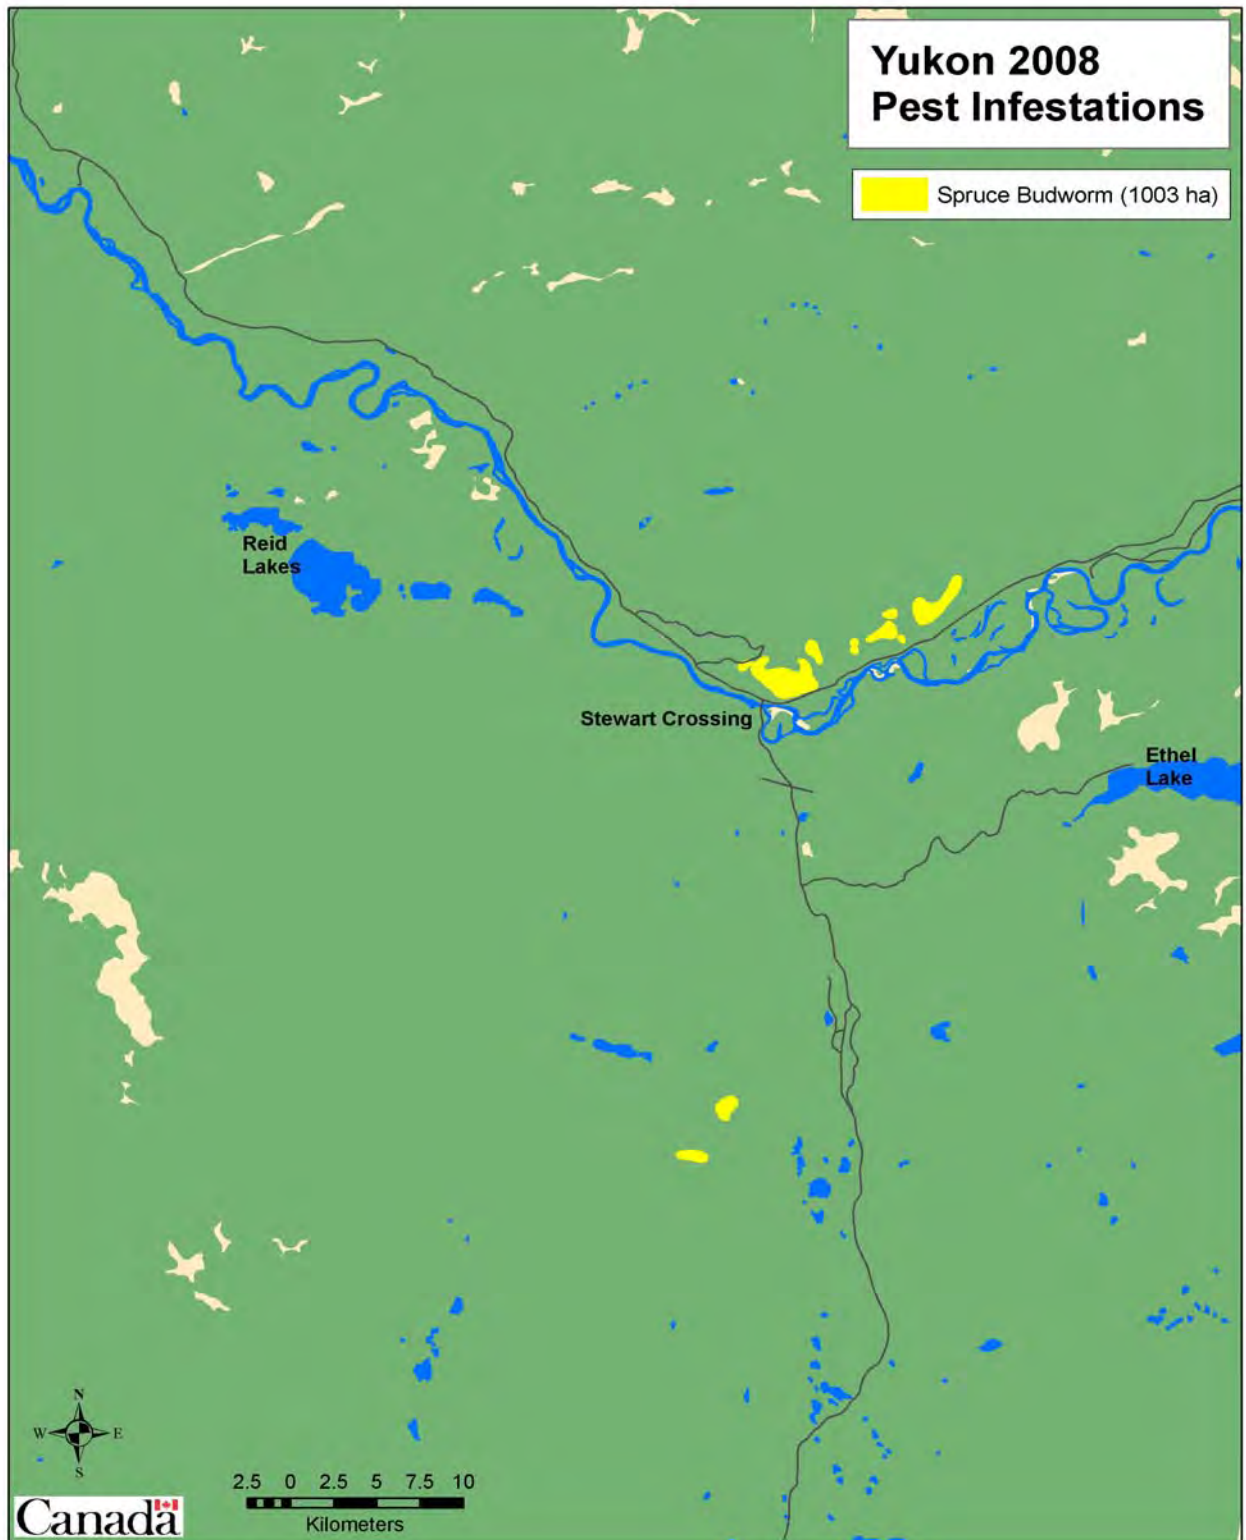 Yukon 2008
Pest Infestations
Spruce Budworm (1003 ha)
Reid
Lakes
Stewart Crossing
Ethel
Lake
N
W E
S
2.5 0 2.5 5 7.5 10
Kilometers
Canada